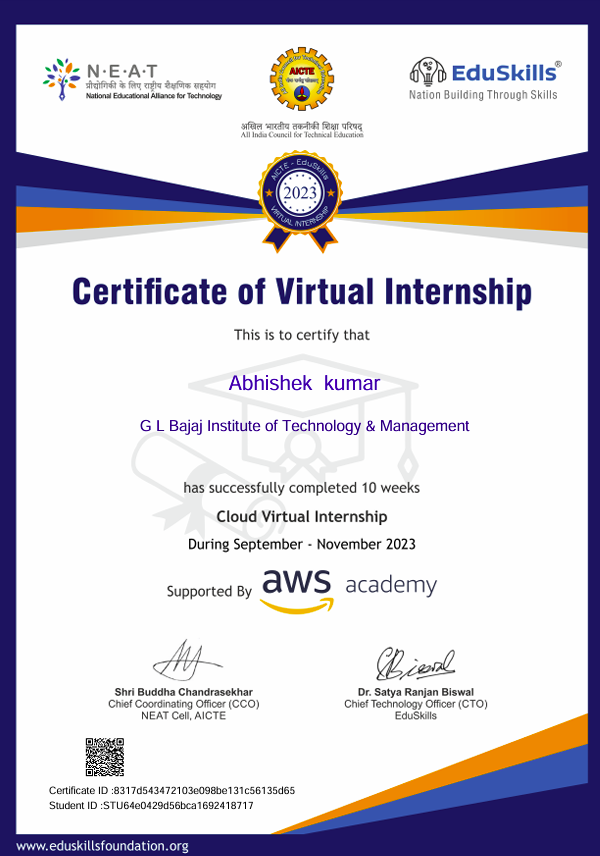 N·E·A·T
प्रौद्योगिकी के लिए राष्ट्रीय शैक्षणिक सहयोग
National Educational Alliance for Technology
AICTE
अखिल भारतीय तकनीकी शिक्षा परिषद्
All India Council for Technical Education
EduSkills®
Nation Building Through Skills
AICTE - EduSkills
2023
VIRTUAL INTERNSHIP
Certificate of Virtual Internship
This is to certify that
Abhishek kumar
G L Bajaj Institute of Technology & Management
has successfully completed 10 weeks
Cloud Virtual Internship
During September - November 2023
Supported By aws academy
Shri Buddha Chandrasekhar
Chief Coordinating Officer (CCO)
NEAT Cell, AICTE
Dr. Satya Ranjan Biswal
Chief Technology Officer (CTO)
EduSkills
Certificate ID :8317d543472103e098be131c56135d65
Student ID :STU64e0429d56bca1692418717
www.eduskillsfoundation.org